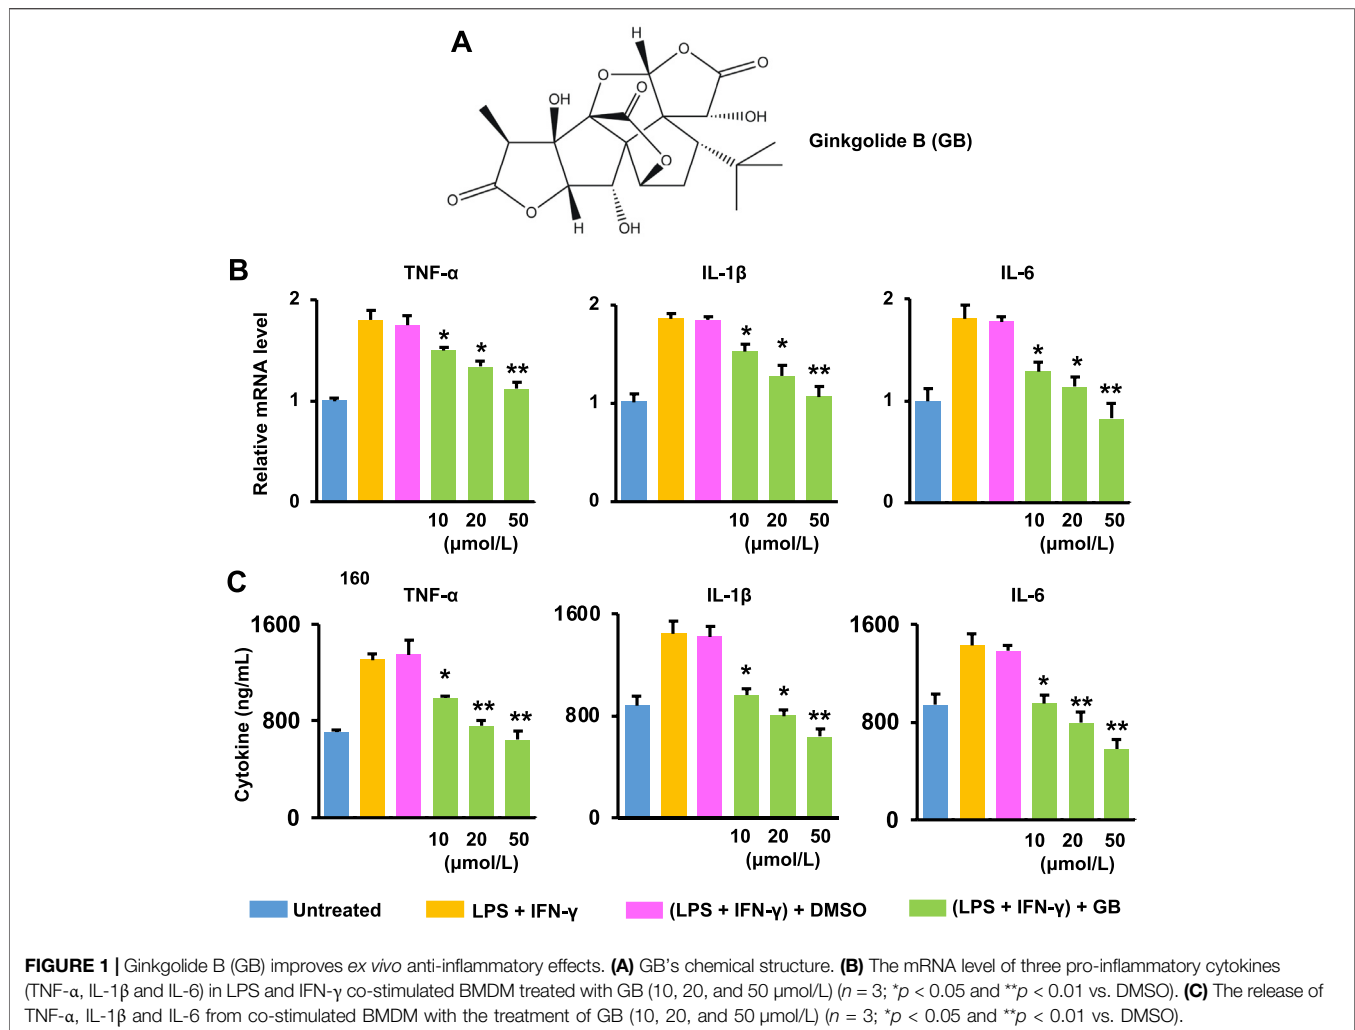 A
H
O
O
O
O
OH
OH
O
O
O
H
OH
Ginkgolide B (GB)
B
TNF-α
IL-1β
IL-6
Relative mRNA level
2
1
0
*
*
**
10 20 50
(μmol/L)
2
1
0
*
*
**
10 20 50
(μmol/L)
2
1
0
*
*
**
10 20 50
(μmol/L)
C
160
TNF-α
IL-1β
IL-6
Cytokine (ng/mL)
1600
800
0
*
**
**
10 20 50
(μmol/L)
1600
800
0
*
*
**
10 20 50
(μmol/L)
1600
800
0
*
**
**
10 20 50
(μmol/L)
Untreated LPS + IFN-γ (LPS + IFN-γ) + DMSO (LPS + IFN-γ) + GB
FIGURE 1 | Ginkgolide B (GB) improves ex vivo anti-inflammatory effects. (A) GB's chemical structure. (B) The mRNA level of three pro-inflammatory cytokines
(TNF-α, IL-1β and IL-6) in LPS and IFN-γ co-stimulated BMDM treated with GB (10, 20, and 50 μmol/L) (n = 3; *p < 0.05 and **p < 0.01 vs. DMSO). (C) The release of
TNF-α, IL-1β and IL-6 from co-stimulated BMDM with the treatment of GB (10, 20, and 50 μmol/L) (n = 3; *p < 0.05 and **p < 0.01 vs. DMSO).